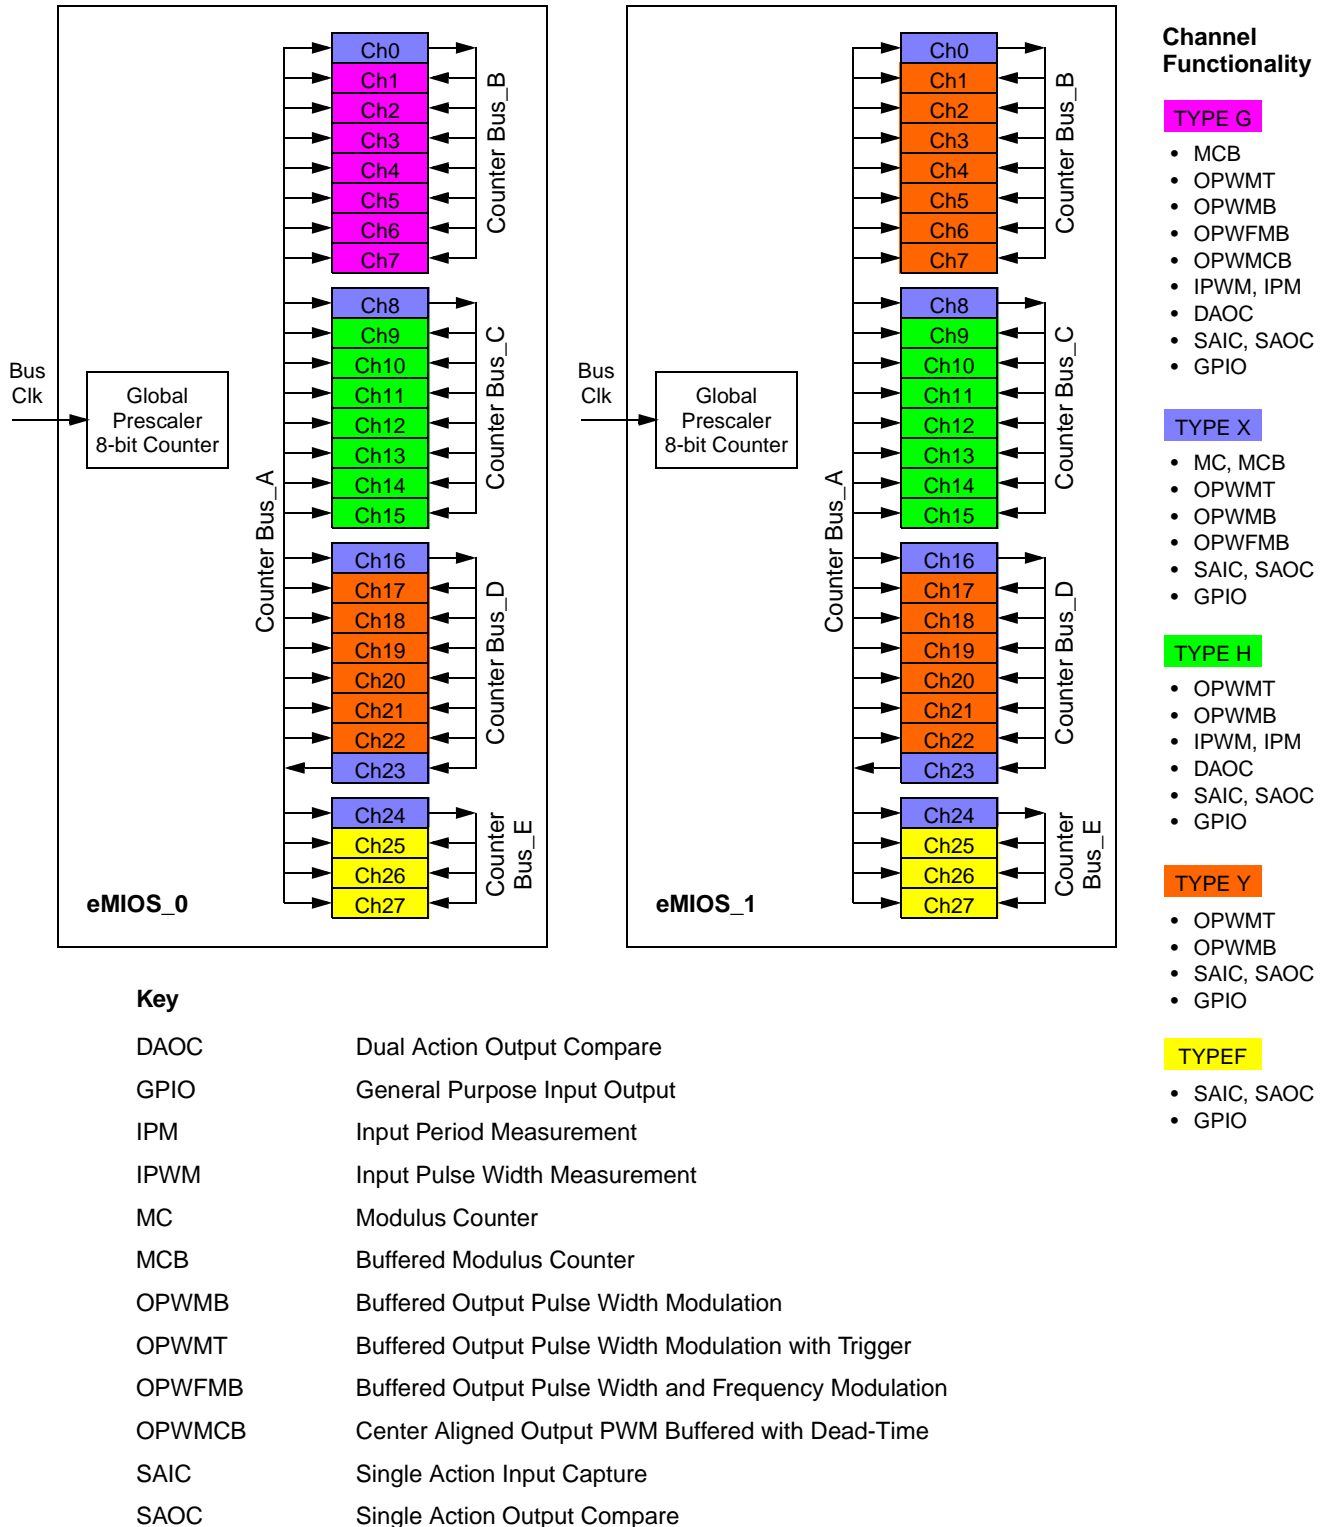 Bus
Clk
Global
Prescaler
8-bit Counter
Counter Bus_A
Ch0
Ch1
Ch2
Ch3
Ch4
Ch5
Ch6
Ch7
Counter Bus_B
Ch8
Ch9
Ch10
Ch11
Ch12
Ch13
Ch14
Ch15
Counter Bus_C
Ch16
Ch17
Ch18
Ch19
Ch20
Ch21
Ch22
Ch23
Counter Bus_D
Ch24
Ch25
Ch26
Ch27
Counter
Bus_E
eMIOS_0
Bus
Clk
Global
Prescaler
8-bit Counter
Counter Bus_A
Ch0
Ch1
Ch2
Ch3
Ch4
Ch5
Ch6
Ch7
Counter Bus_B
Ch8
Ch9
Ch10
Ch11
Ch12
Ch13
Ch14
Ch15
Counter Bus_C
Ch16
Ch17
Ch18
Ch19
Ch20
Ch21
Ch22
Ch23
Counter Bus_D
Ch24
Ch25
Ch26
Ch27
Counter
Bus_E
eMIOS_1
Channel
Functionality
TYPE G
• MCB
• OPWMT
• OPWMB
• OPWFMB
• OPWMCB
• IPWM, IPM
• DAOC
• SAIC, SAOC
• GPIO
TYPE X
• MC, MCB
• OPWMT
• OPWMB
• OPWFMB
• SAIC, SAOC
• GPIO
TYPE H
• OPWMT
• OPWMB
• IPWM, IPM
• DAOC
• SAIC, SAOC
• GPIO
TYPE Y
• OPWMT
• OPWMB
• SAIC, SAOC
• GPIO
TYPEF
• SAIC, SAOC
• GPIO
Key
DAOC Dual Action Output Compare
GPIO General Purpose Input Output
IPM Input Period Measurement
IPWM Input Pulse Width Measurement
MC Modulus Counter
MCB Buffered Modulus Counter
OPWMB Buffered Output Pulse Width Modulation
OPWMT Buffered Output Pulse Width Modulation with Trigger
OPWFMB Buffered Output Pulse Width and Frequency Modulation
OPWMCB Center Aligned Output PWM Buffered with Dead-Time
SAIC Single Action Input Capture
SAOC Single Action Output Compare